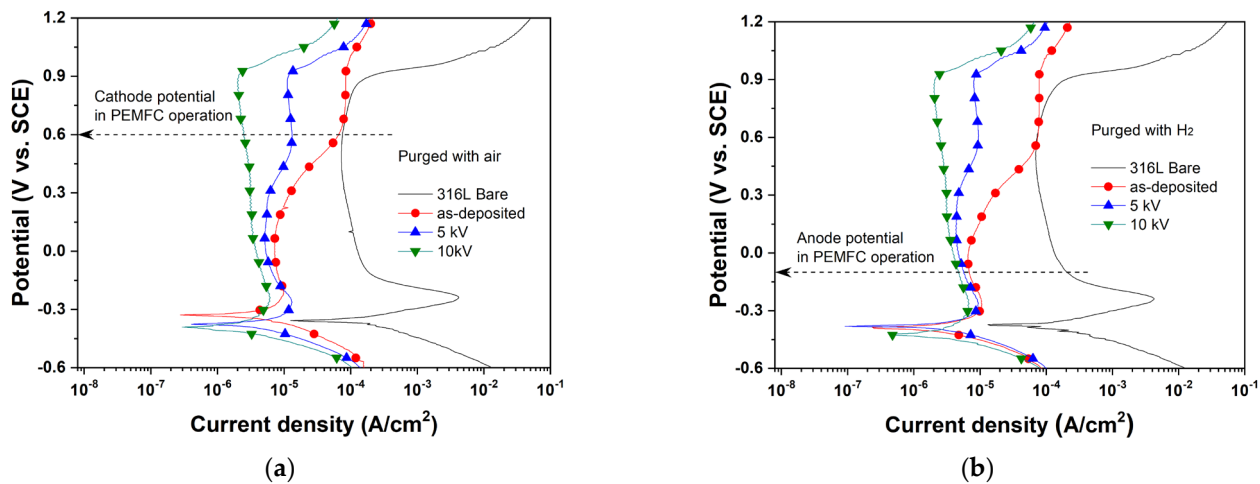 (a)
Potential (V vs. SCE)
1.2
0.9
0.6
0.3
0.0
-0.3
-0.6
Cathode potential
in PEMFC operation
Purged with air
316L Bare
as-deposited
5 kV
10kV
10⁻⁸ 10⁻⁷ 10⁻⁶ 10⁻⁵ 10⁻⁴ 10⁻³ 10⁻² 10⁻¹
Current density (A/cm²)
(b)
Potential (V vs. SCE)
1.2
0.9
0.6
0.3
0.0
-0.3
-0.6
Purged with H₂
316L Bare
as-deposited
5 kV
10 kV
Anode potential
in PEMFC operation
10⁻⁸ 10⁻⁷ 10⁻⁶ 10⁻⁵ 10⁻⁴ 10⁻³ 10⁻² 10⁻¹
Current density (A/cm²)
(a)
(b)